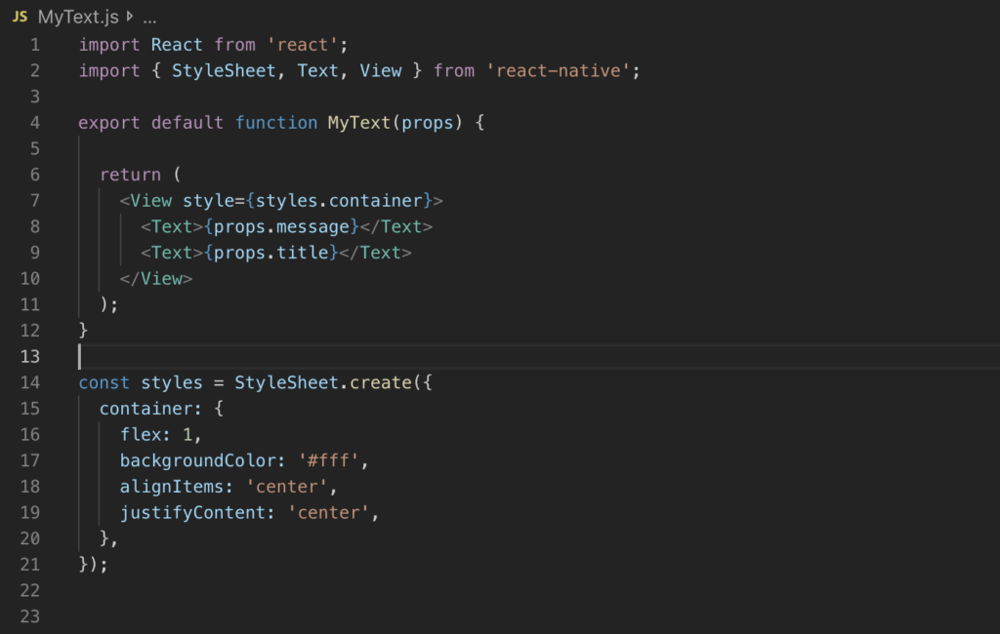 JS MyText.js ▸ ...
1 import React from 'react';
2 import { StyleSheet, Text, View } from 'react-native';
3
4 export default function MyText(props) {
5
6   return (
7     <View style={styles.container}>
8       <Text>{props.message}</Text>
9       <Text>{props.title}</Text>
10     </View>
11   );
12 }
13
14 const styles = StyleSheet.create({
15   container: {
16     flex: 1,
17     backgroundColor: '#fff',
18     alignItems: 'center',
19     justifyContent: 'center',
20   },
21 });
22
23